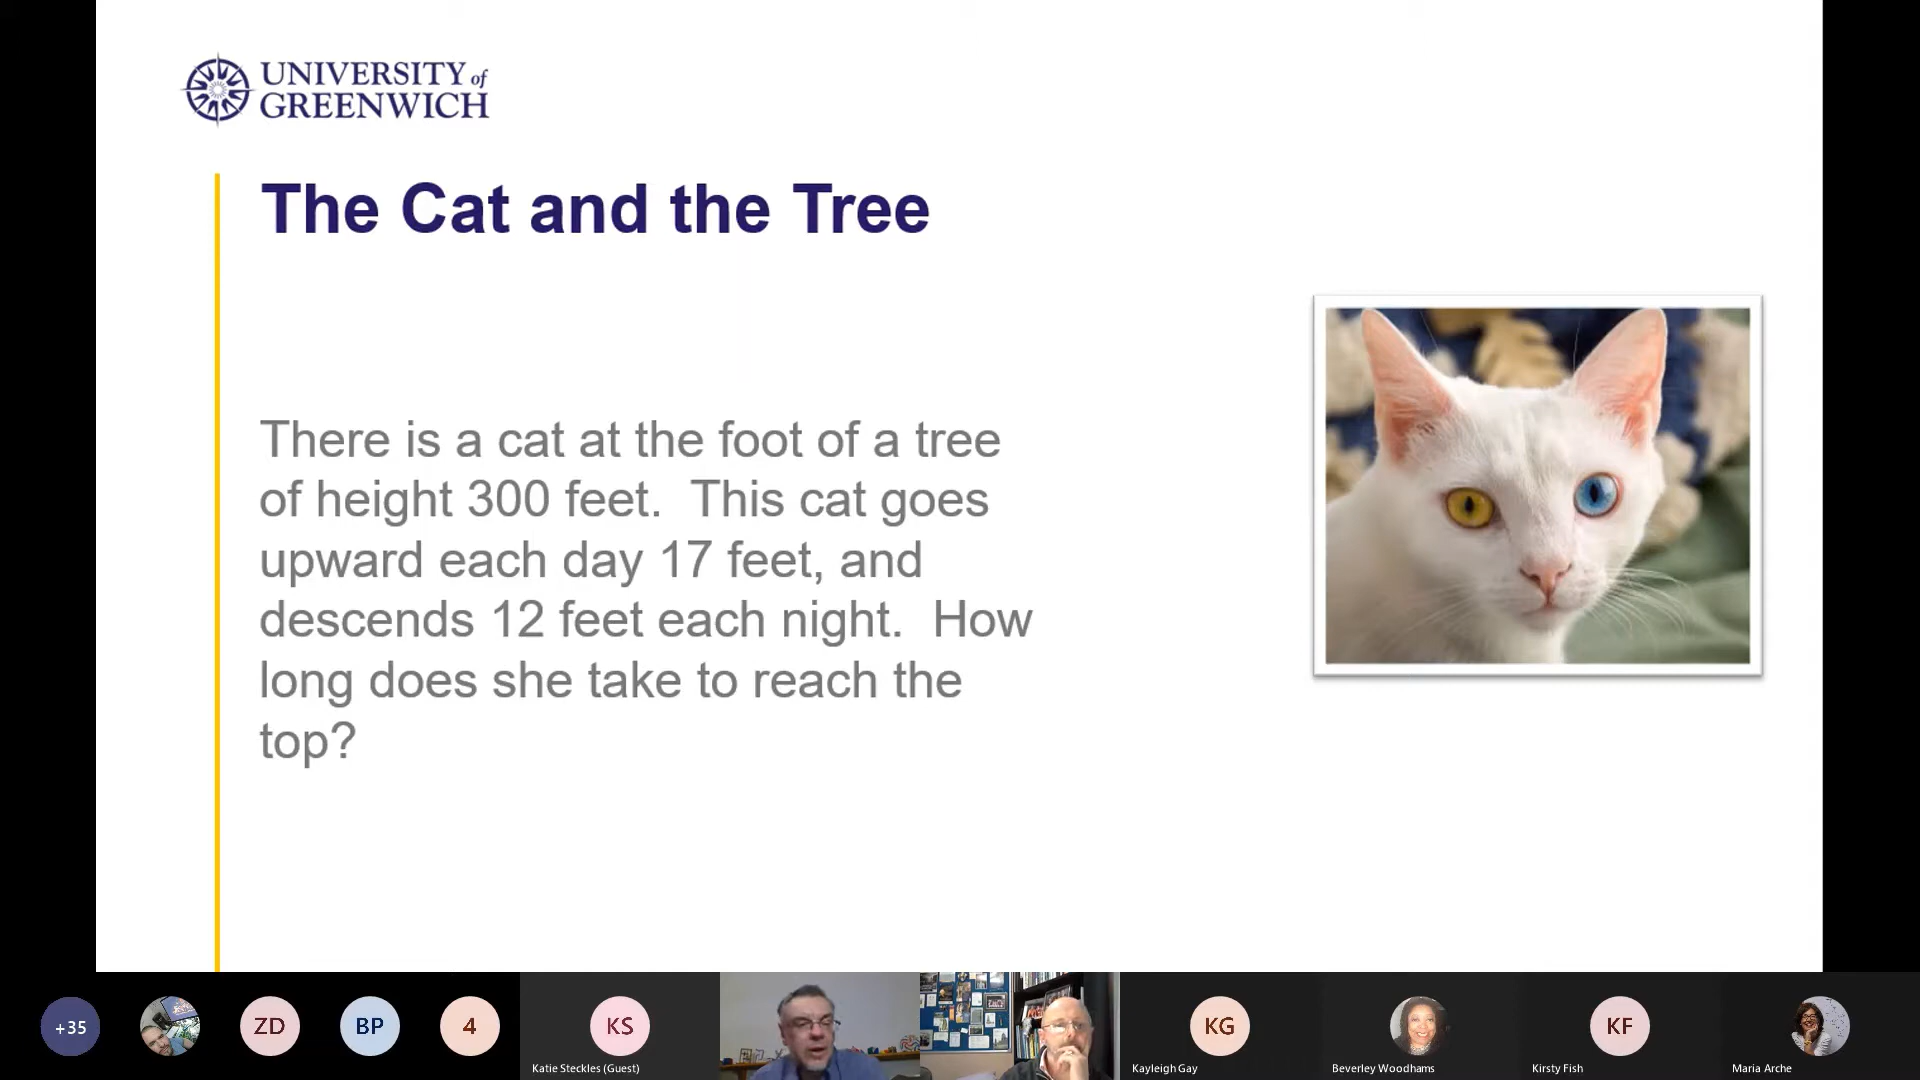 UNIVERSITY of
GREENWICH
The Cat and the Tree
There is a cat at the foot of a tree
of height 300 feet.  This cat goes
upward each day 17 feet, and
descends 12 feet each night.  How
long does she take to reach the
top?
+35
ZD
BP
4
KS
Katie Steckles (Guest)
KG
Kayleigh Gay
Beverley Woodhams
KF
Kirsty Fish
Maria Arche